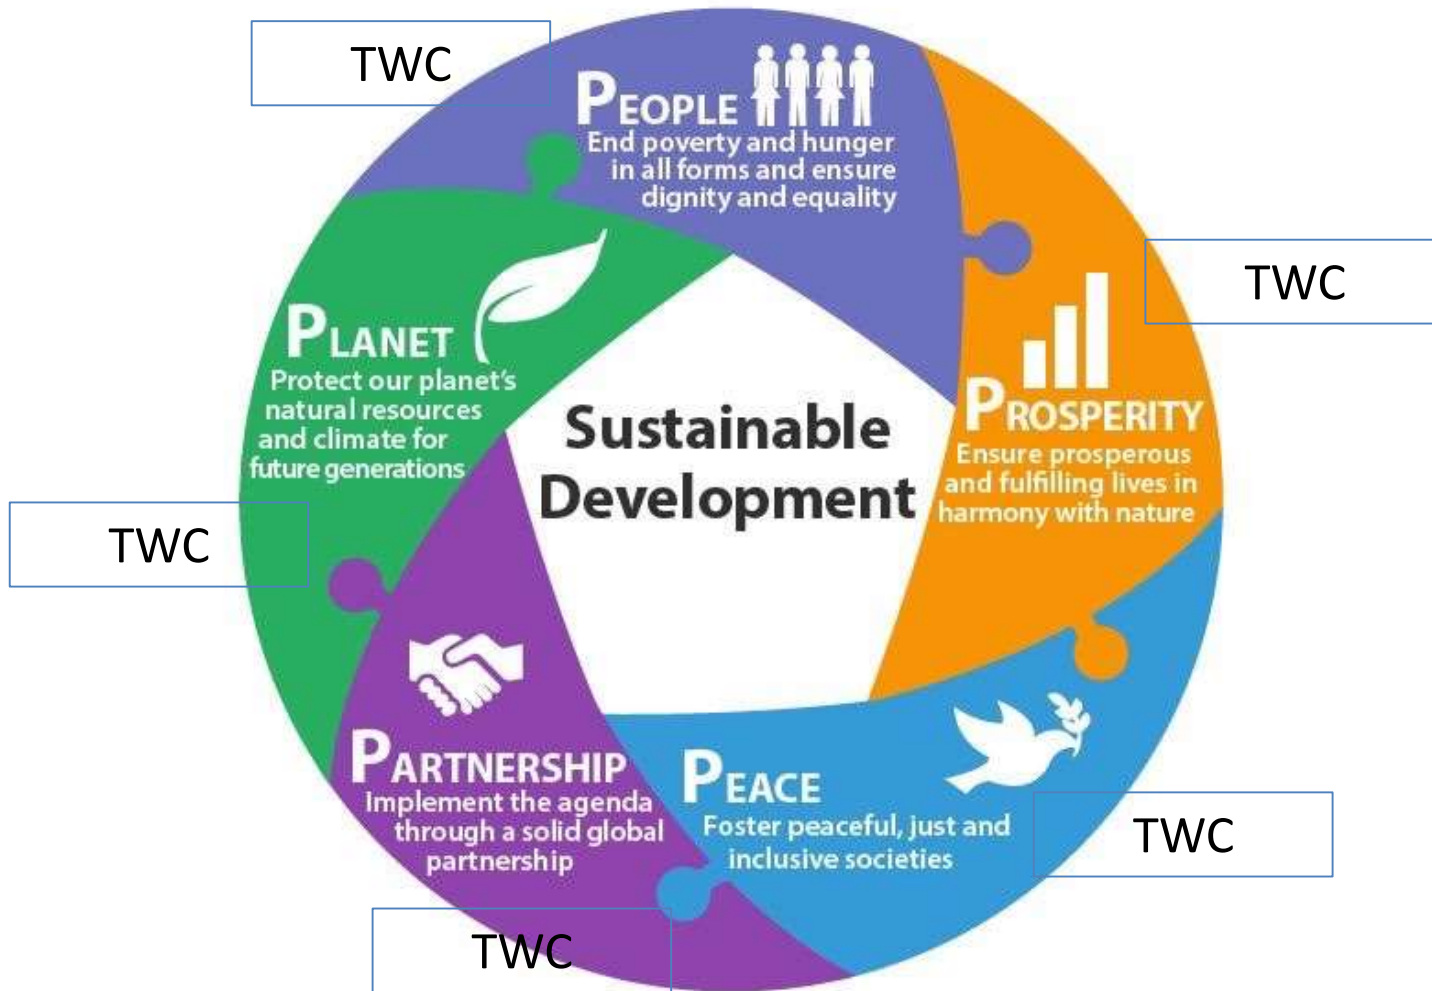 TWC
PEOPLE
End poverty and hunger
in all forms and ensure
dignity and equality
TWC
PROSPERITY
Ensure prosperous
and fulfilling lives in
harmony with nature
PLANET
Protect our planet's
natural resources
and climate for
future generations
Sustainable
Development
TWC
PARTNERSHIP
Implement the agenda
through a solid global
partnership
PEACE
Foster peaceful, just and
inclusive societies
TWC
TWC